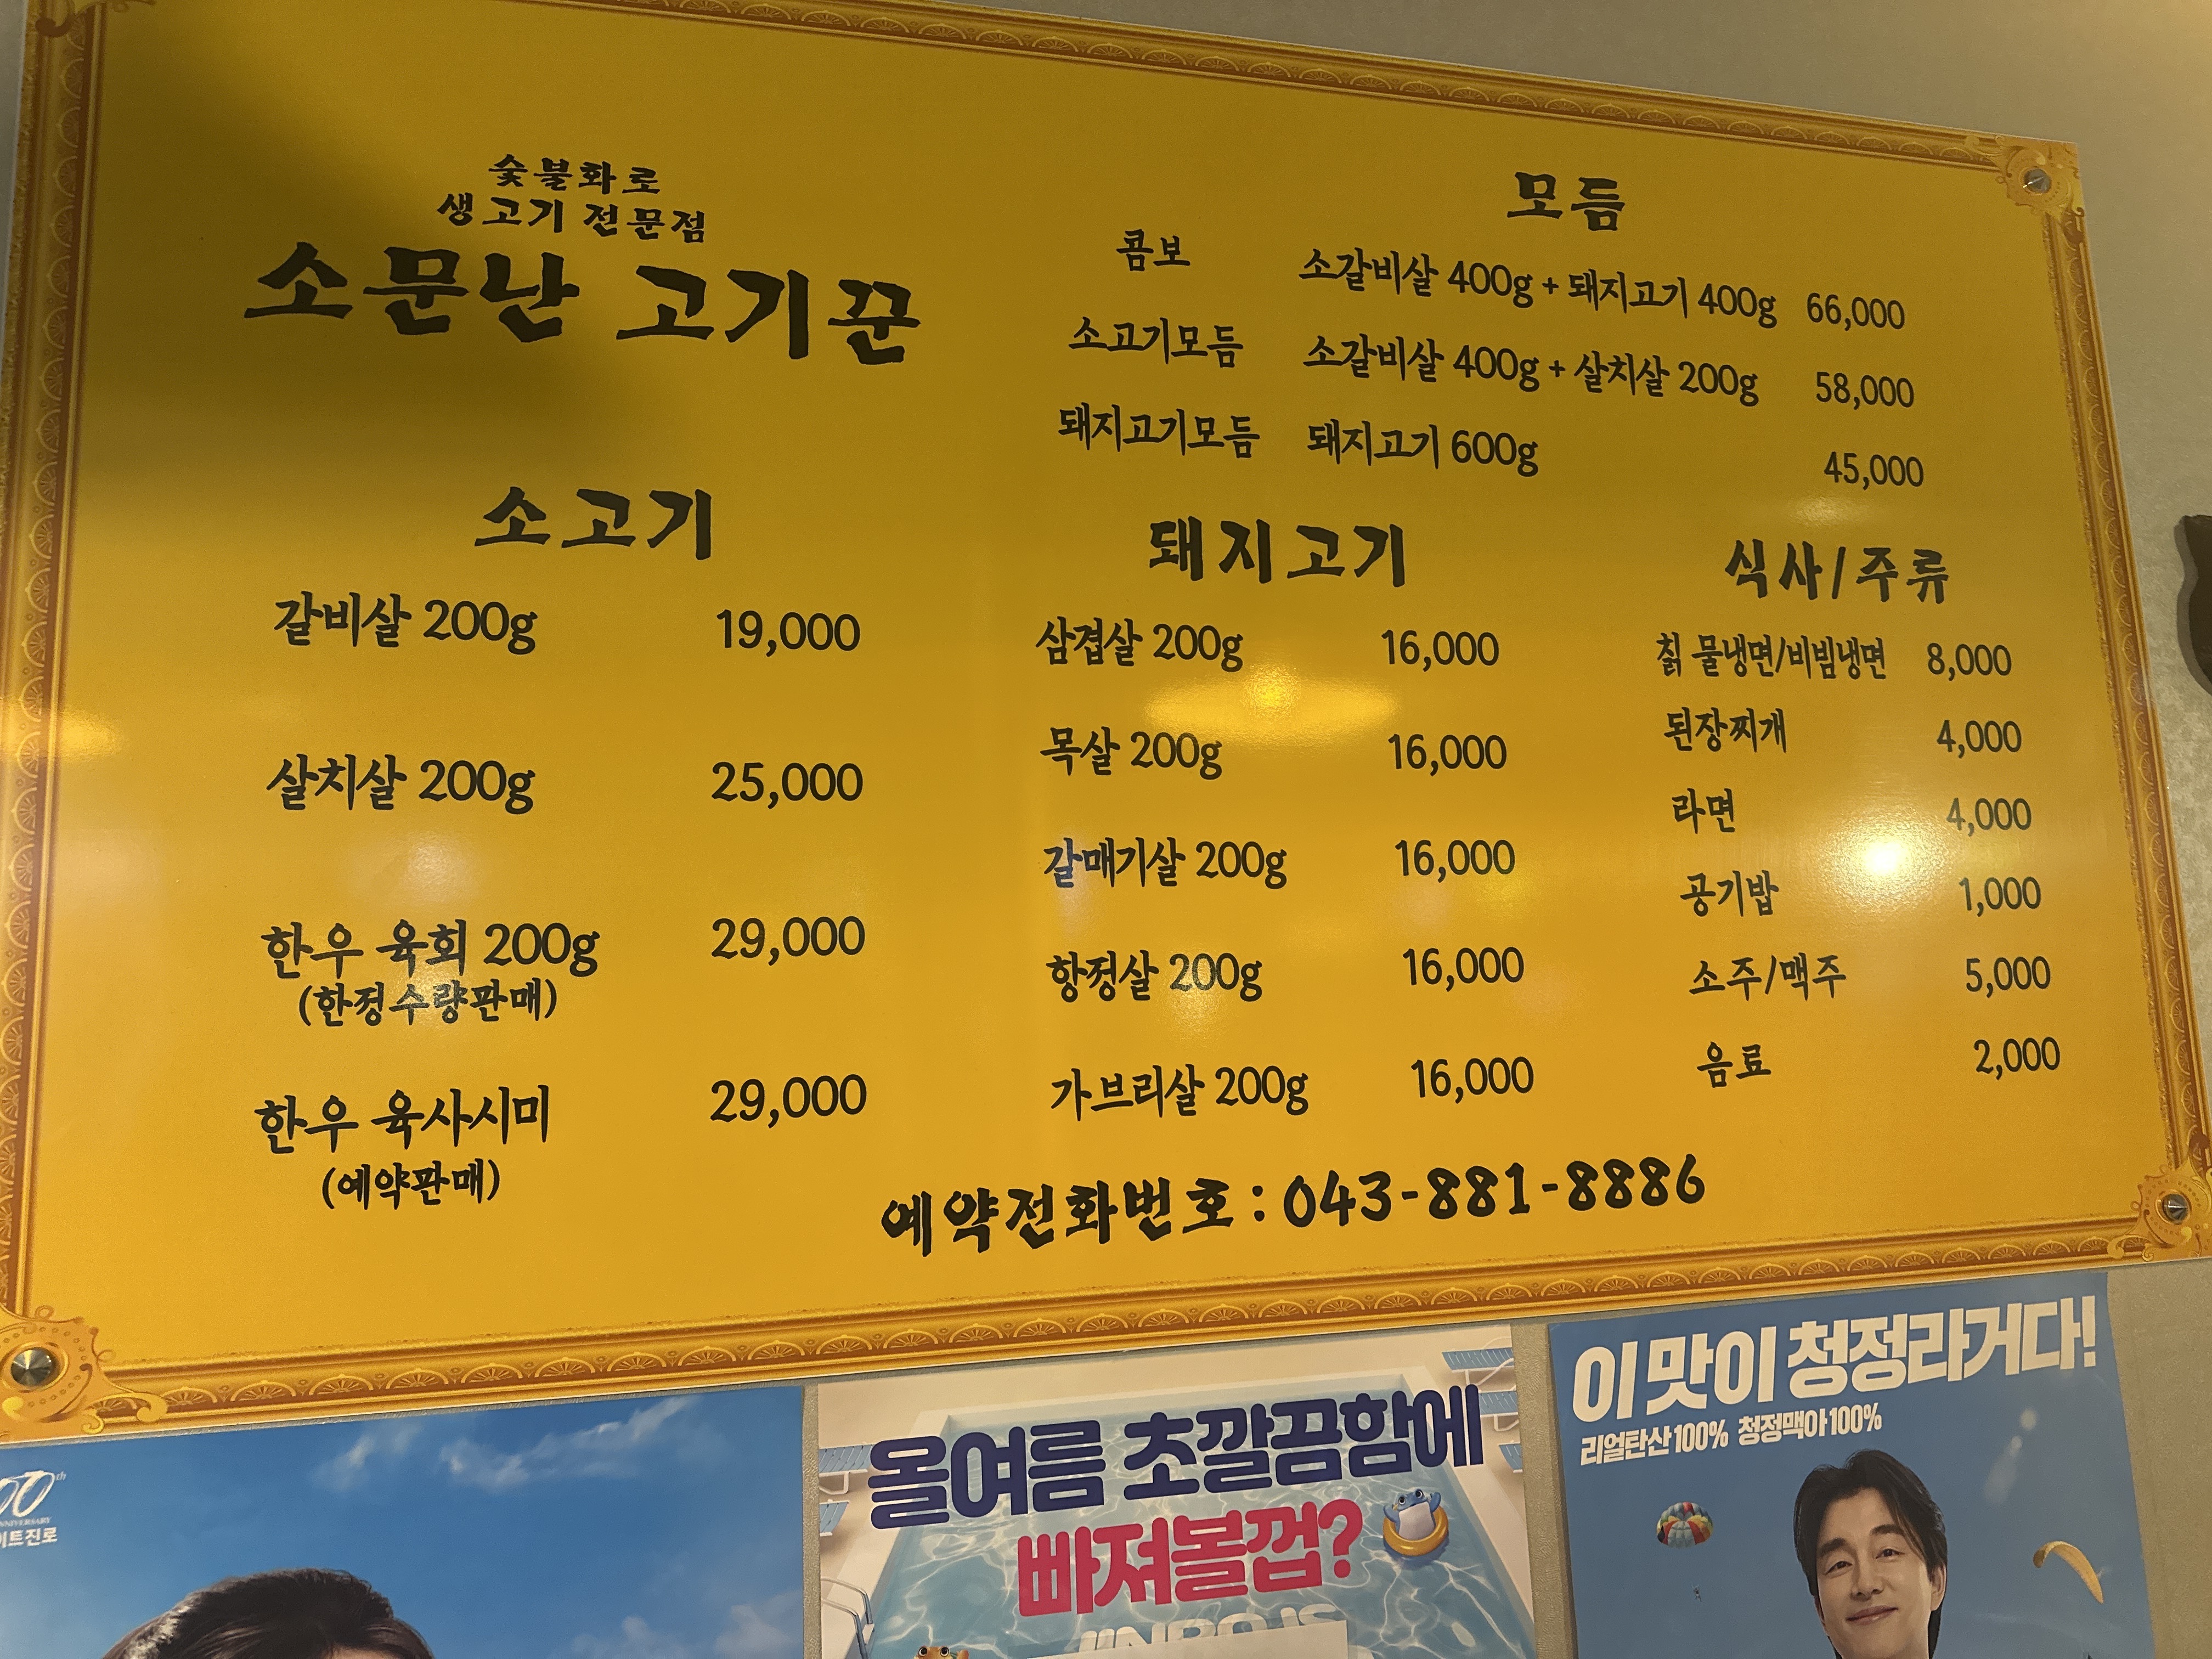 숯불화로
생고기 전문점
소문난 고기꾼
모듬
콤보 소갈비살 400g + 돼지고기 400g 66,000
소고기모듬 소갈비살 400g + 살치살 200g 58,000
돼지고기모듬 돼지고기 600g 45,000
소고기
갈비살 200g 19,000
살치살 200g 25,000
한우 육회 200g 29,000
(한정수량판매)
한우 육사시미 29,000
(예약판매)
돼지고기
삼겹살 200g 16,000
목살 200g 16,000
갈매기살 200g 16,000
항정살 200g 16,000
가브리살 200g 16,000
식사/주류
칡 물냉면/비빔냉면 8,000
된장찌개 4,000
라면 4,000
공기밥 1,000
소주/맥주 5,000
음료 2,000
예약전화번호 : 043-881-8886
올여름 초깔끔함에
빠져볼껍?
이 맛이 청정라거다!
리얼탄산 100% 청정맥아 100%